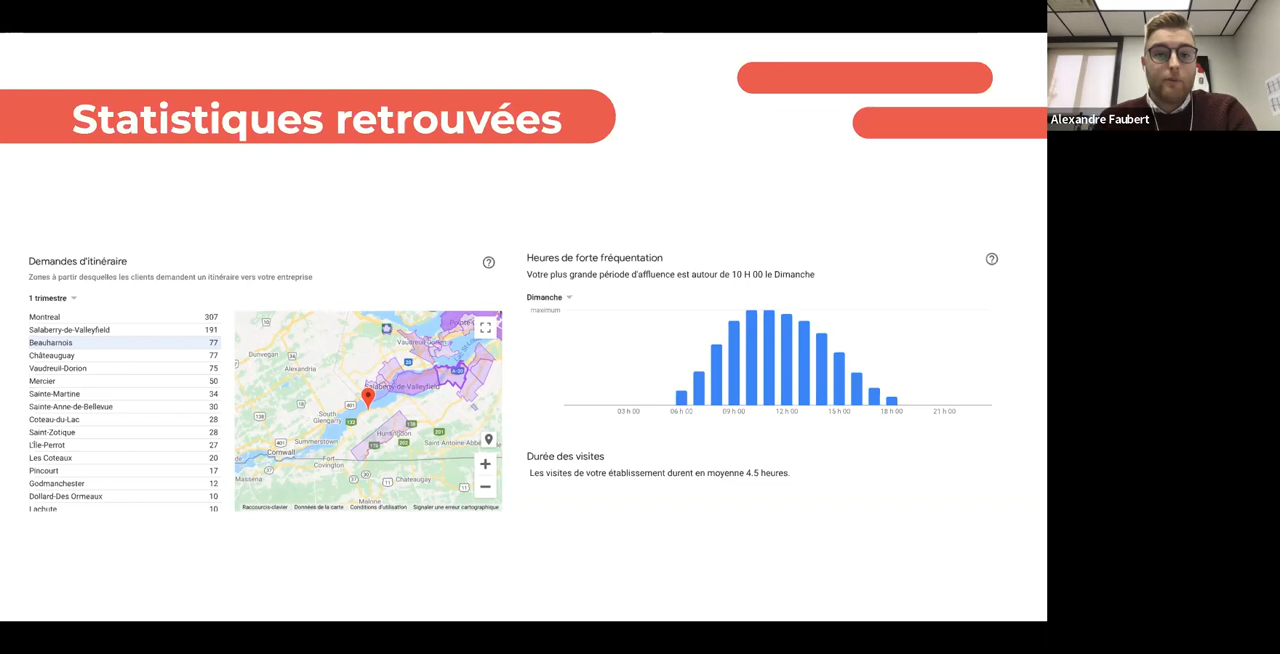 Statistiques retrouvées
Alexandre Faubert
Demandes d'itinéraire
Zones à partir desquelles les clients demandent un itinéraire vers votre entreprise
1 trimestre
Montreal 307
Salaberry-de-Valleyfield 191
Beauharnois 77
Châteauguay 77
Vaudreuil-Dorion 75
Mercier 50
Sainte-Martine 34
Sainte-Anne-de-Bellevue 30
Coteau-du-Lac 28
Saint-Zotique 28
L'Île-Perrot 27
Les Coteaux 20
Pincourt 17
Godmanchester 12
Dollard-Des Ormeaux 10
Lachute 10
Dunvegan
Alexandria
Salaberry-de-Valleyfield
South
Glengarry
Huntingdon
Summerstown
Cornwall
Fort
Covington
Massena
Chateaugay
Malone
Raccourcis-clavier Données de la carte Conditions d'utilisation Signaler une erreur cartographique
Heures de forte fréquentation
Votre plus grande période d'affluence est autour de 10 H 00 le Dimanche
Dimanche
maximum
03 h 00 06 h 00 09 h 00 12 h 00 15 h 00 18 h 00 21 h 00
Durée des visites
Les visites de votre établissement durent en moyenne 4.5 heures.